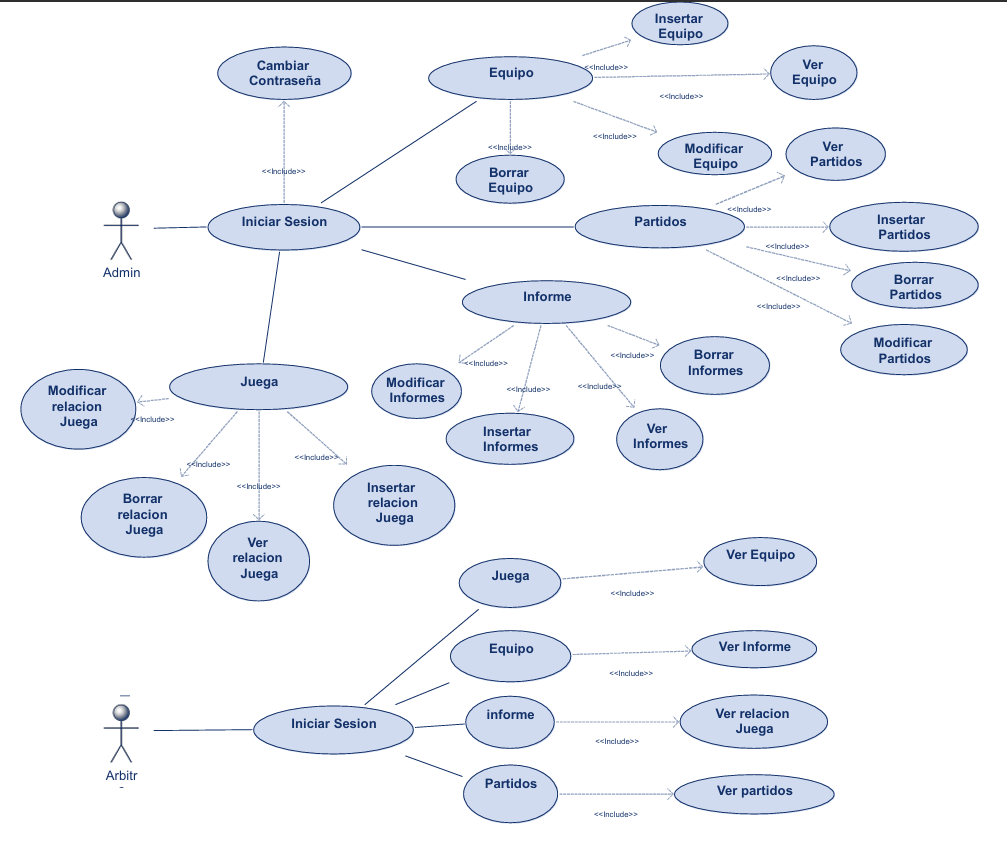 Insertar
Equipo
Cambiar
Contraseña
Equipo
<<Include>>
Ver
Equipo
<<Include>>
<<Include>>
<<Include>>
Modificar
Equipo
Ver
Partidos
<<Include>>
Borrar
Equipo
Admin
Iniciar Sesion
Partidos
<<Include>>
Insertar
Partidos
<<Include>>
<<Include>>
Borrar
Partidos
<<Include>>
Modificar
Partidos
Informe
<<Include>>
<<Include>>
<<Include>>
<<Include>>
Modificar
Informes
Insertar
Informes
Ver
Informes
Borrar
Informes
Juega
Modificar
relacion
Juega
<<Include>>
<<Include>>
<<Include>>
<<Include>>
Borrar
relacion
Juega
Ver
relacion
Juega
Insertar
relacion
Juega
Juega
<<Include>>
Ver Equipo
Equipo
<<Include>>
Ver Informe
Arbitr
Iniciar Sesion
informe
<<Include>>
Ver relacion
Juega
Partidos
<<Include>>
Ver partidos